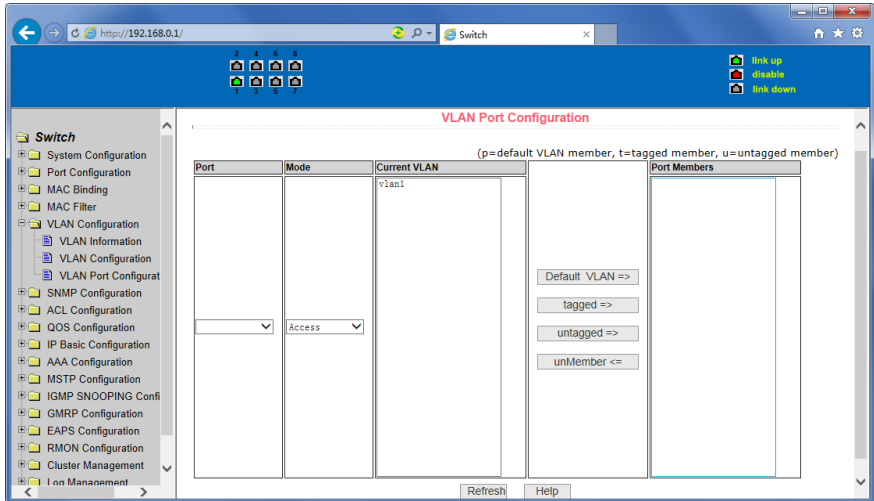 http://192.168.0.1/
Switch
2 4 6 8
1 3 5 7
link up
disable
link down
Switch
System Configuration
Port Configuration
MAC Binding
MAC Filter
VLAN Configuration
VLAN Information
VLAN Configuration
VLAN Port Configurat
SNMP Configuration
ACL Configuration
QOS Configuration
IP Basic Configuration
AAA Configuration
MSTP Configuration
IGMP SNOOPING Confi
GMRP Configuration
EAPS Configuration
RMON Configuration
Cluster Management
Log Management
VLAN Port Configuration
(p=default VLAN member, t=tagged member, u=untagged member)
Port Mode Current VLAN Port Members
vlan1
Access
Default VLAN =>
tagged =>
untagged =>
unMember <=
Refresh Help